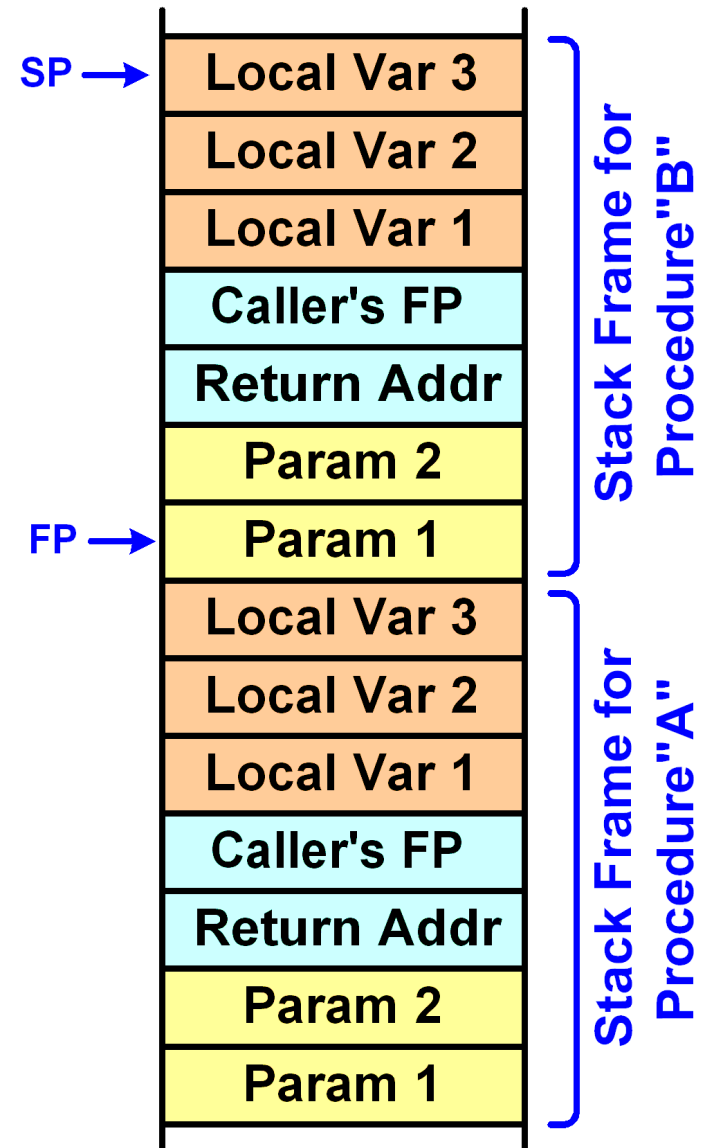 SP
Local Var 3
Local Var 2
Local Var 1
Caller's FP
Return Addr
Param 2
FP
Param 1
Stack Frame for
Procedure"B"
Local Var 3
Local Var 2
Local Var 1
Caller's FP
Return Addr
Param 2
Param 1
Stack Frame for
Procedure"A"